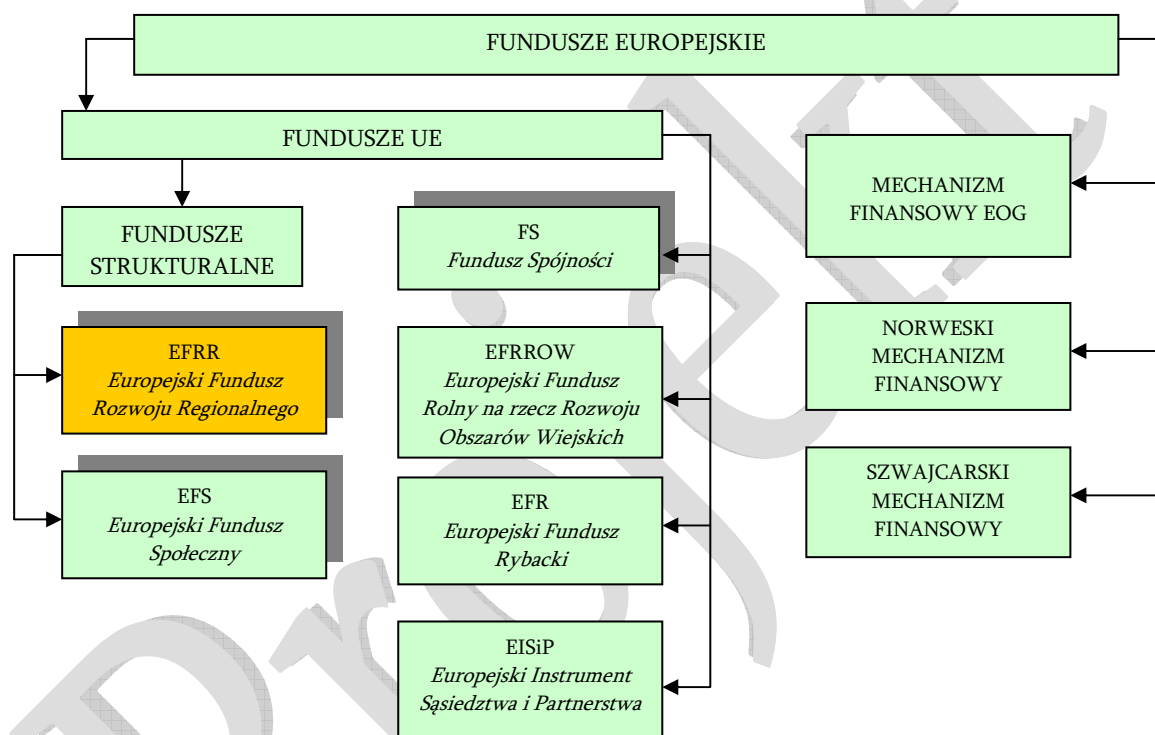 FUNDUSZE EUROPEJSKIE
FUNDUSZE UE
FUNDUSZE
STRUKTURALNE
EFRR
Europejski Fundusz
Rozwoju Regionalnego
EFS
Europejski Fundusz
Społeczny
FS
Fundusz Spójności
EFRROW
Europejski Fundusz
Rolny na rzecz Rozwoju
Obszarów Wiejskich
EFR
Europejski Fundusz
Rybacki
EISiP
Europejski Instrument
Sąsiedztwa i Partnerstwa
MECHANIZM
FINANSOWY EOG
NORWESKI
MECHANIZM
FINANSOWY
SZWAJCARSKI
MECHANIZM
FINANSOWY
Projekt